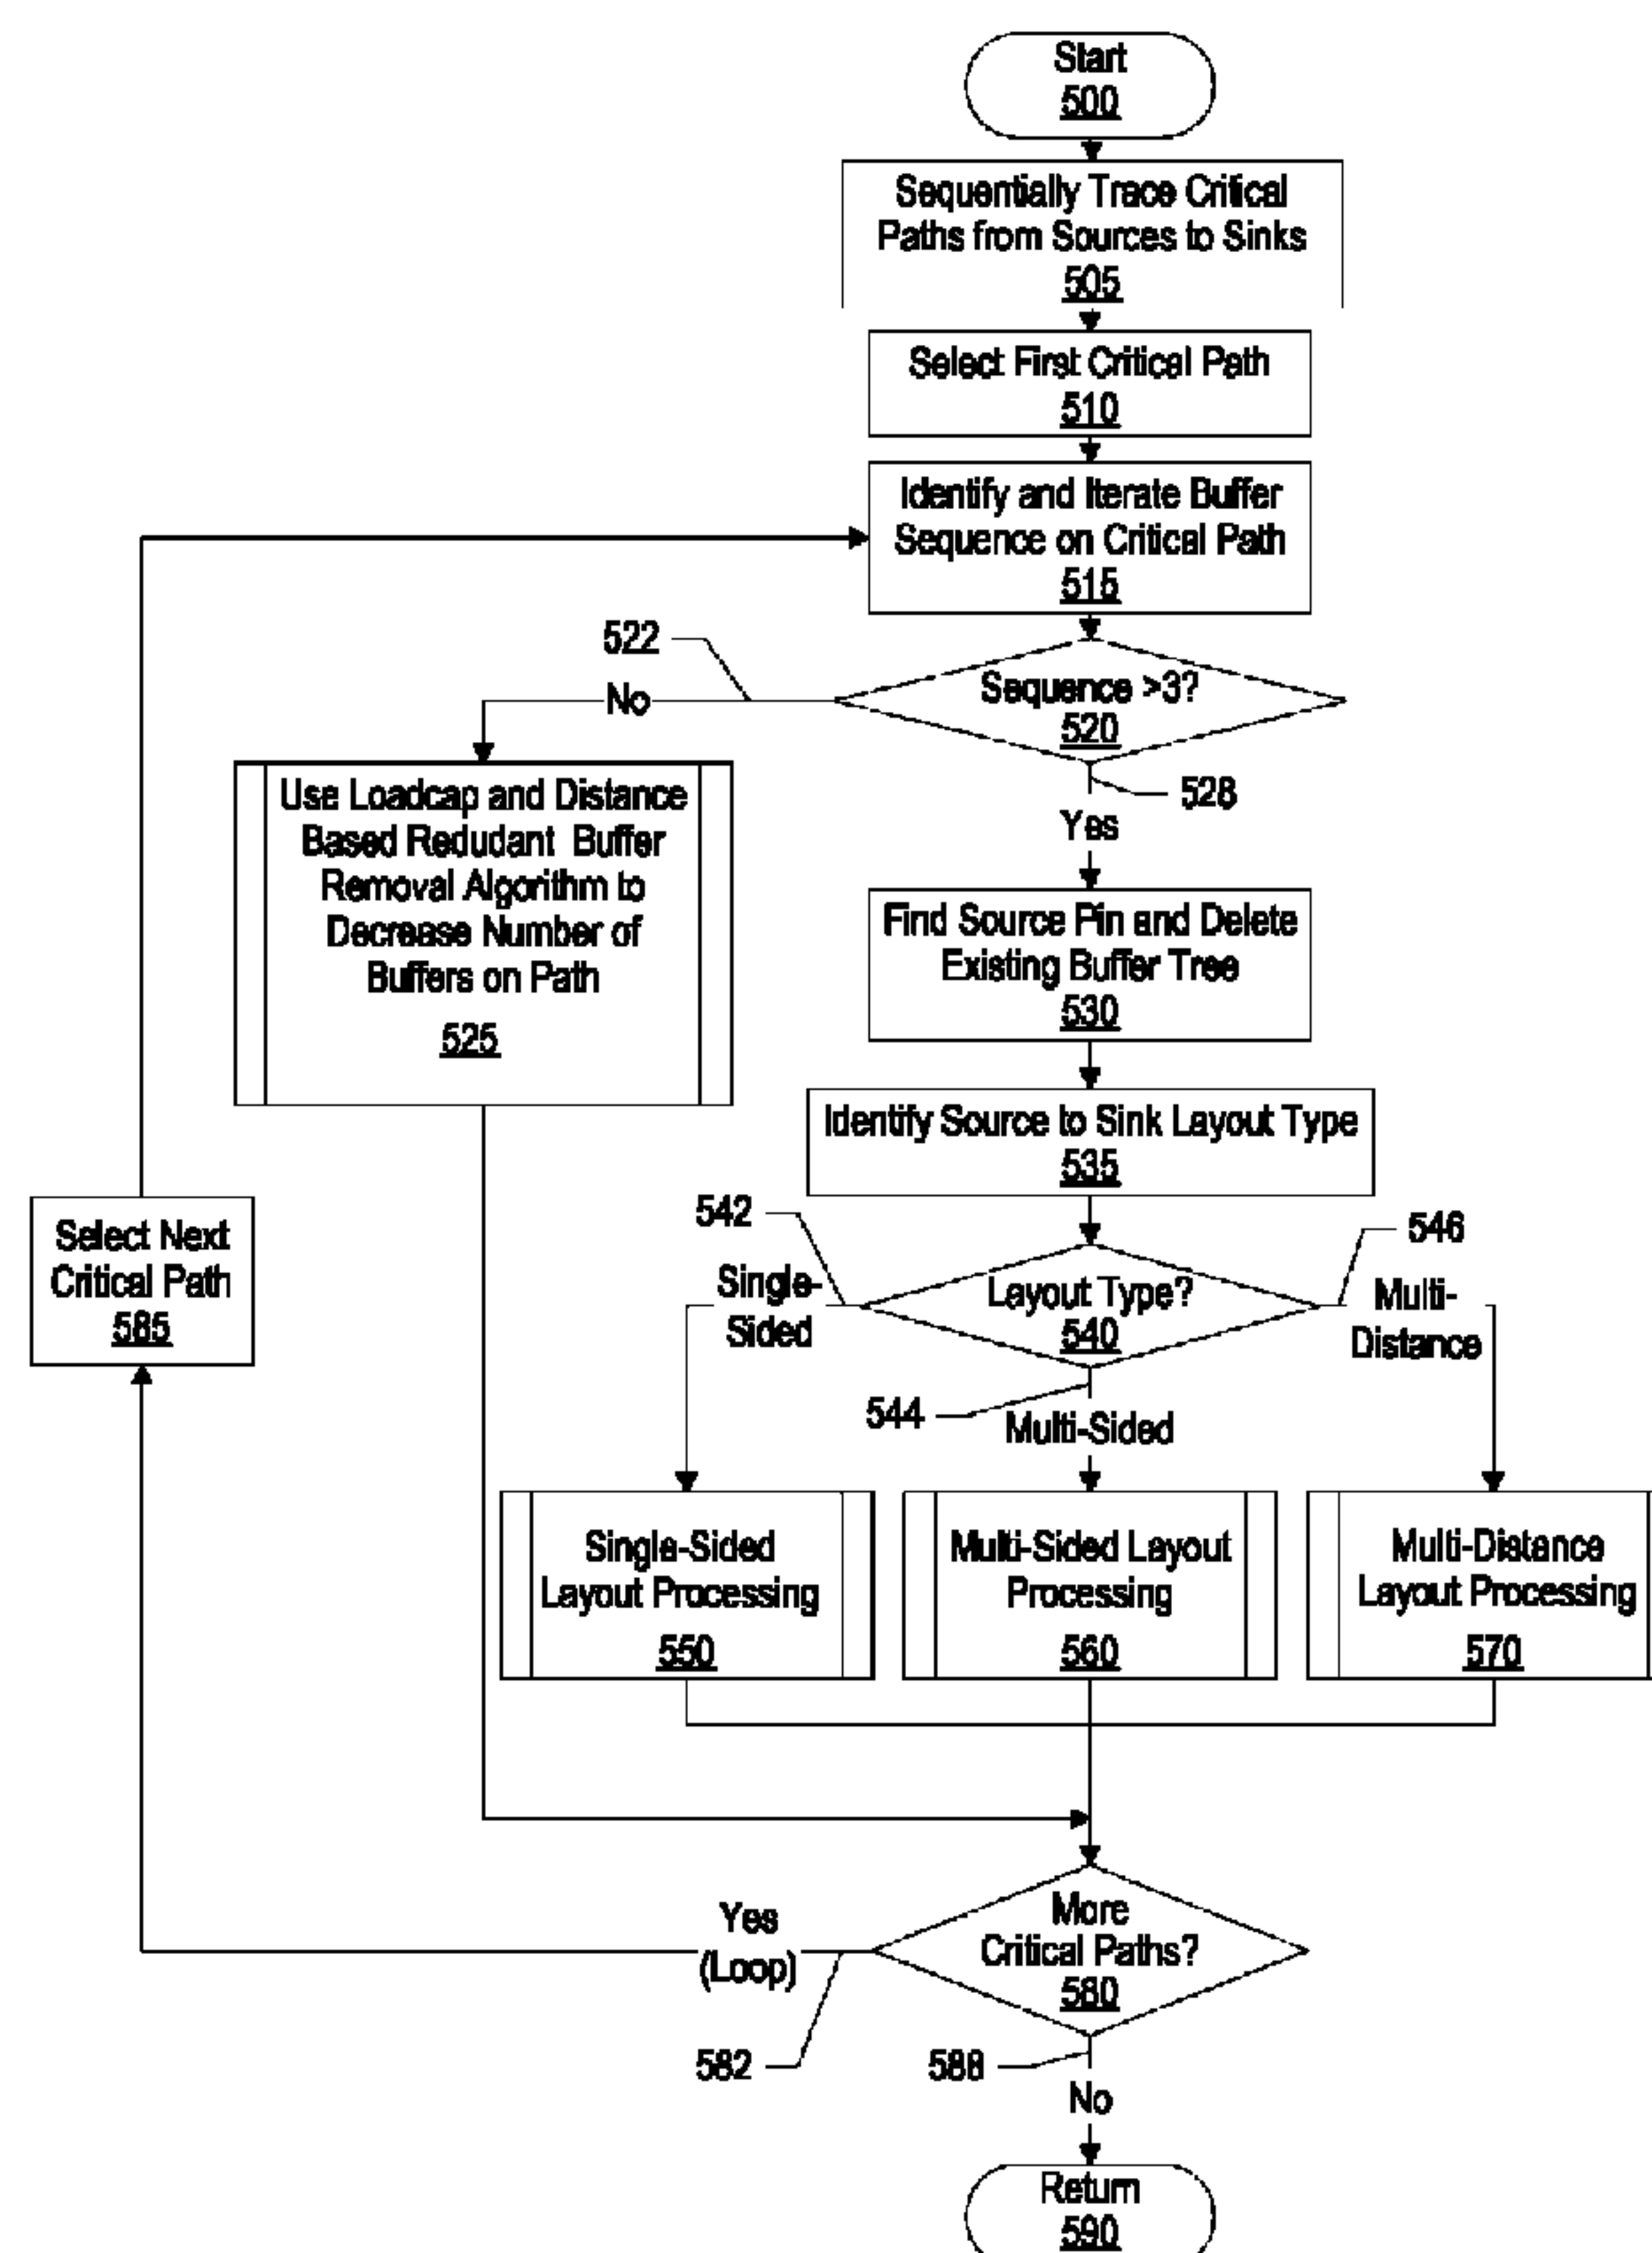 Start
500
Sequentially Trace Critical
Paths from Sources to Sinks
505
Select First Critical Path
510
Identify and Iterate Buffer
Sequence on Critical Path
515
522
No
Sequence >3?
520
528
Yes
Use Loadcap and Distance
Based Redudant Buffer
Removal Algorithm to
Decrease Number of
Buffers on Path
525
Find Source Pin and Delete
Existing Buffer Tree
530
Identify Source to Sink Layout Type
535
Select Next
Critical Path
585
542
Single-
Sided
Layout Type?
540
546
Multi-
Distance
544
Multi-Sided
Single-Sided
Layout Processing
550
Multi-Sided Layout
Processing
560
Multi-Distance
Layout Processing
570
Yes
(Loop)
582
More
Critical Paths?
580
588
No
Return
590